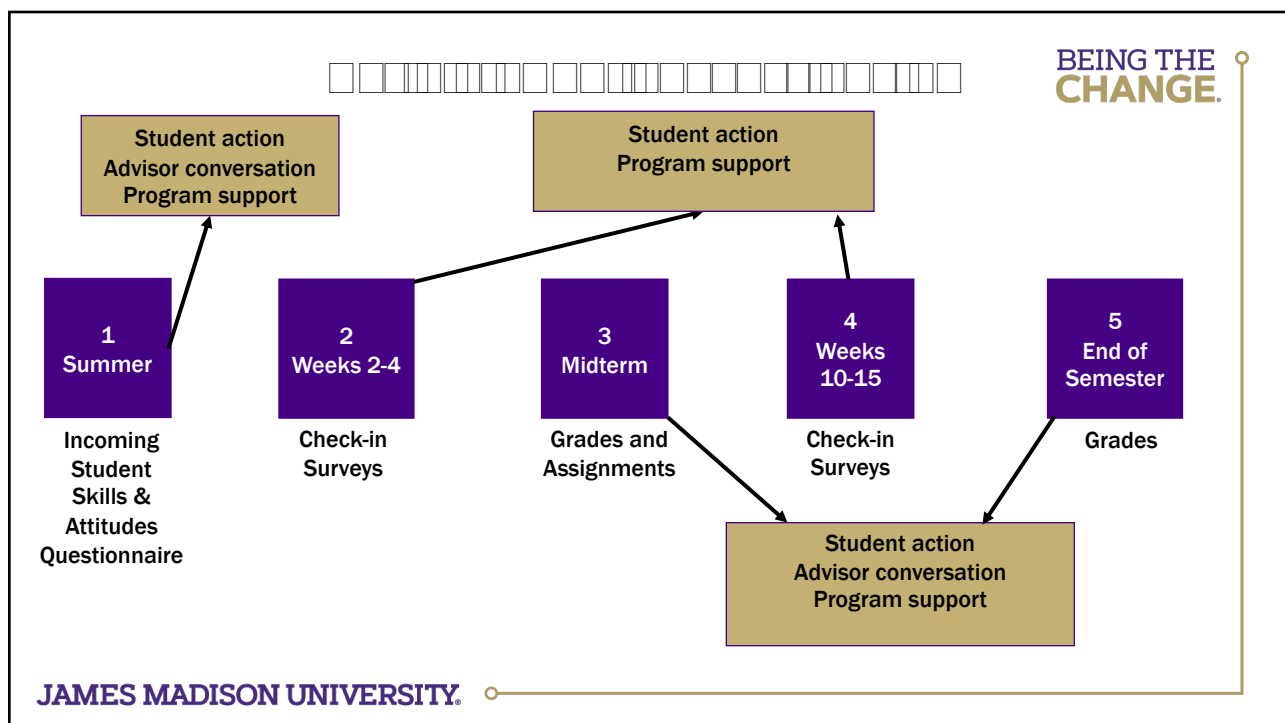 BEING THE
CHANGE.
Student action
Advisor conversation
Program support
Student action
Program support
1
Summer
2
Weeks 2-4
3
Midterm
4
Weeks
10-15
5
End of
Semester
Incoming
Student
Skills &
Attitudes
Questionnaire
Check-in
Surveys
Grades and
Assignments
Check-in
Surveys
Grades
Student action
Advisor conversation
Program support
JAMES MADISON UNIVERSITY®